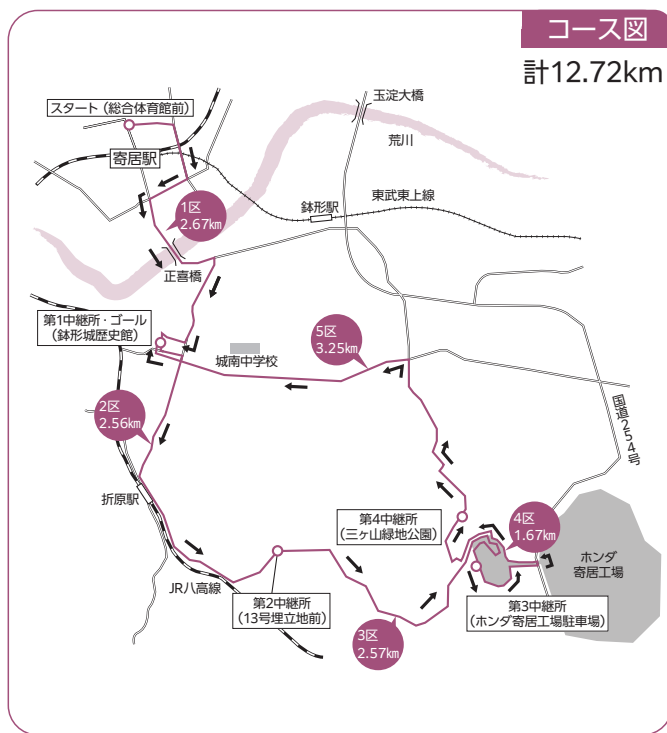 コース図
計12.72km
玉淀大橋
スタート（総合体育館前）
荒川
寄居駅
東武東上線
鉢形駅
1区
2.67km
正喜橋
第1中継所・ゴール
（鉢形城歴史館）
城南中学校
5区
3.25km
2区
2.56km
国道254号
折原駅
第4中継所
（三ヶ山緑地公園）
4区
1.67km
ホンダ
寄居工場
JR八高線
第2中継所
（13号埋立地前）
第3中継所
（ホンダ寄居工場駐車場）
3区
2.57km